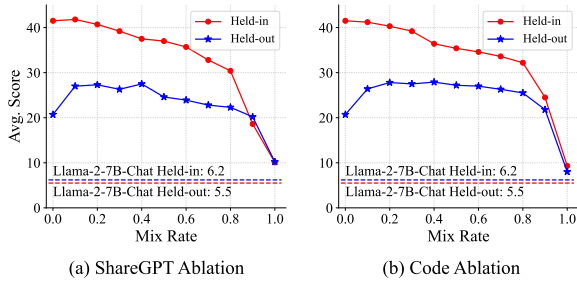 Avg. Score
40
30
20
10
0
Held-in
Held-out
Llama-2-7B-Chat Held-in: 6.2
Llama-2-7B-Chat Held-out: 5.5
0.0 0.2 0.4 0.6 0.8 1.0
Mix Rate
(a) ShareGPT Ablation
40
30
20
10
0
Held-in
Held-out
Llama-2-7B-Chat Held-in: 6.2
Llama-2-7B-Chat Held-out: 5.5
0.0 0.2 0.4 0.6 0.8 1.0
Mix Rate
(b) Code Ablation